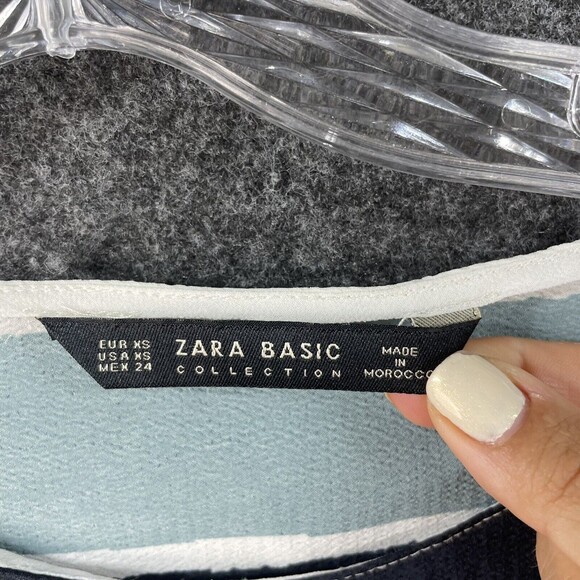 EUR XS
USA XS
MEX 24
ZARA BASIC
COLLECTION
MADE
IN
MOROCCO